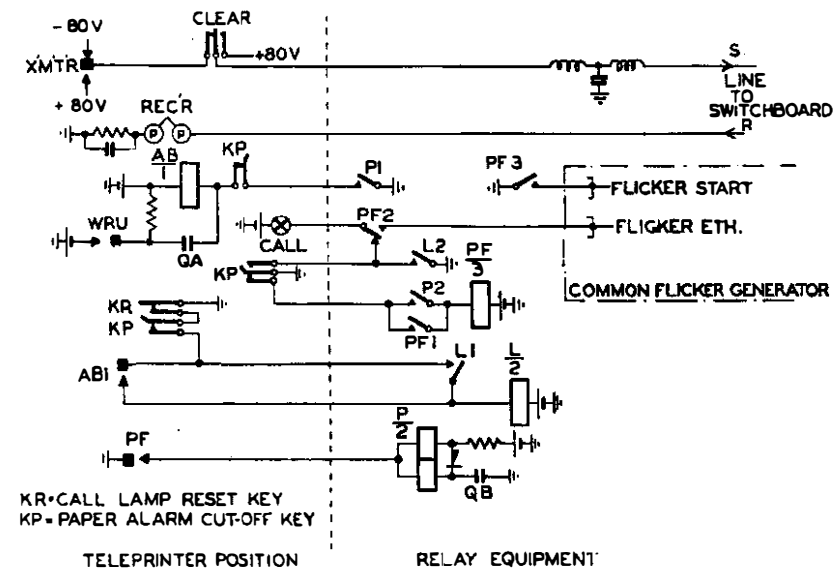 CLEAR
-80V
+80V
X'MTR
+80V
REC'R
P P
S
LINE
TO
SWITCHBOARD
R
AB
1
KP
P1
PF3
FLICKER START
WRU
QA
CALL
PF2
FLICKER ETH.
KP
L2
PF
3
P2
COMMON FLICKER GENERATOR
KR
KP
PF1
AB1
L1
L
2
PF
P
2
QB
KR=CALL LAMP RESET KEY
KP=PAPER ALARM CUT-OFF KEY
TELEPRINTER POSITION
RELAY EQUIPMENT